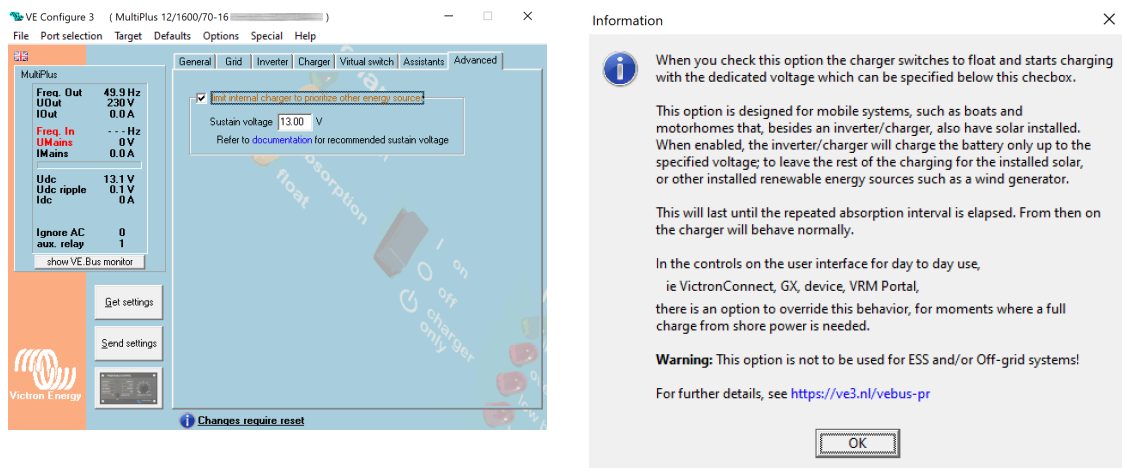 VE Configure 3 ( MultiPlus 12/1600/70-16 )
File Port selection Target Defaults Options Special Help
General Grid Inverter Charger Virtual switch Assistants Advanced
MultiPlus
Freq. Out 49.9 Hz
UOut 230 V
IOut 0.0 A
Freq. In - - - Hz
UMains 0 V
IMains 0.0 A
Udc 13.1 V
Udc ripple 0.1 V
Idc 0 A
Ignore AC 0
aux. relay 1
show VE.Bus monitor
Get settings
Send settings
Victron Energy
limit internal charger to prioritize other energy source
Sustain voltage 13.00 V
Refer to documentation for recommended sustain voltage
float
on
off
charger
only
Changes require reset
Information
When you check this option the charger switches to float and starts charging
with the dedicated voltage which can be specified below this checbox.
This option is designed for mobile systems, such as boats and
motorhomes that, besides an inverter/charger, also have solar installed.
When enabled, the inverter/charger will charge the battery only up to the
specified voltage; to leave the rest of the charging for the installed solar,
or other installed renewable energy sources such as a wind generator.
This will last until the repeated absorption interval is elapsed. From then on
the charger will behave normally.
In the controls on the user interface for day to day use,
ie VictronConnect, GX, device, VRM Portal,
there is an option to override this behavior, for moments where a full
charge from shore power is needed.
Warning: This option is not to be used for ESS and/or Off-grid systems!
For further details, see https://ve3.nl/vebus-pr
OK